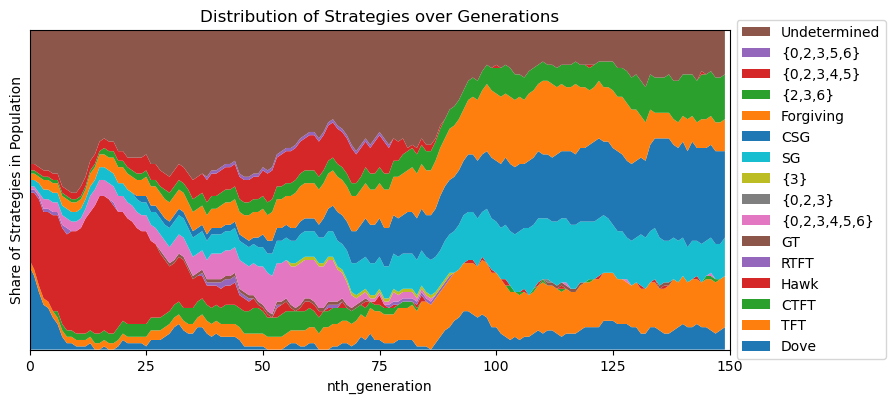 Distribution of Strategies over Generations
Share of Strategies in Population
0 25 50 75 100 125 150
nth_generation
Undetermined
{0,2,3,5,6}
{0,2,3,4,5}
{2,3,6}
Forgiving
CSG
SG
{3}
{0,2,3}
{0,2,3,4,5,6}
GT
RTFT
Hawk
CTFT
TFT
Dove